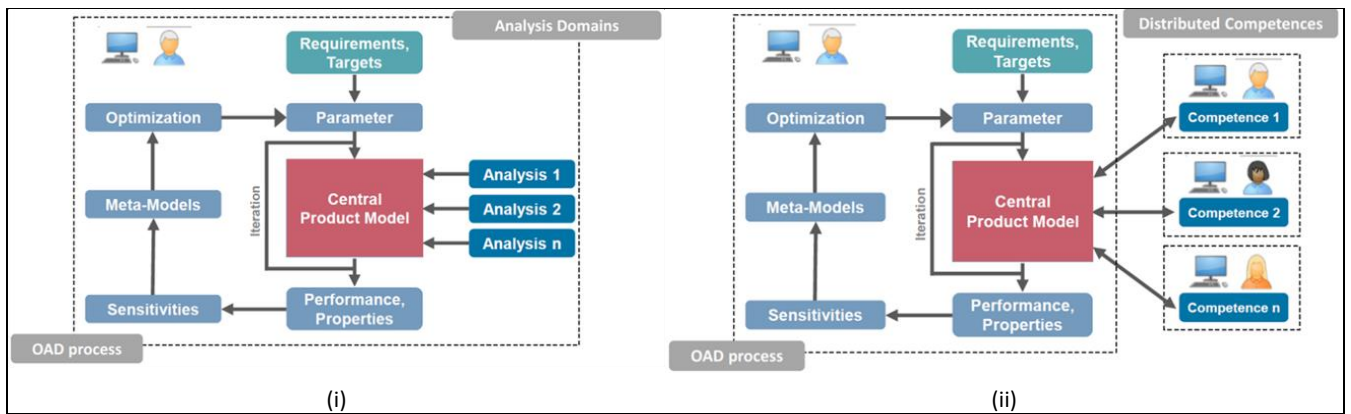 Analysis Domains
Requirements,
Targets
Optimization
Parameter
Iteration
Central
Product Model
Analysis 1
Analysis 2
Analysis n
Meta-Models
Sensitivities
Performance,
Properties
OAD process
(i)
Distributed Competences
Requirements,
Targets
Optimization
Parameter
Iteration
Central
Product Model
Competence 1
Competence 2
Competence n
Meta-Models
Sensitivities
Performance,
Properties
OAD process
(ii)